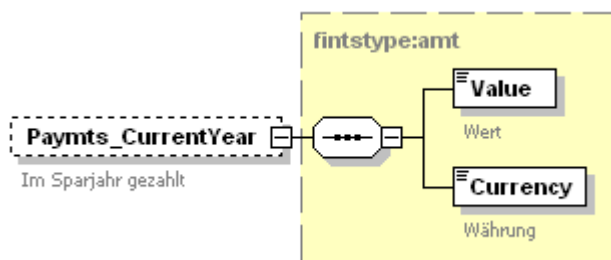 fintstype:amt
Value
Wert
Paymts_CurrentYear
Im Sparjahr gezahlt
Currency
Währung